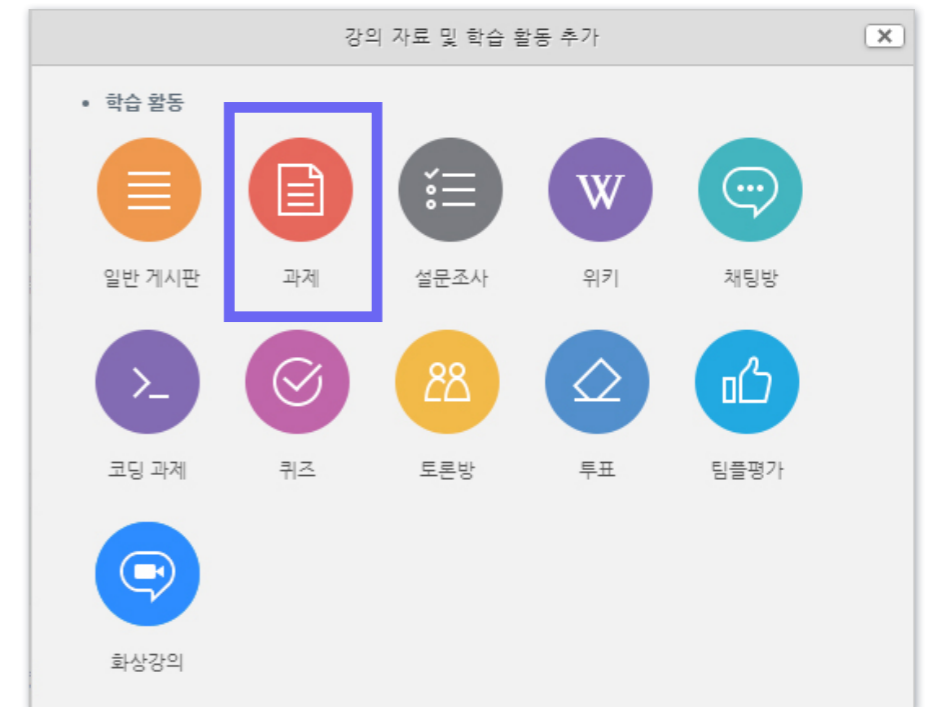 강의 자료 및 학습 활동 추가
학습 활동
일반 게시판
과제
설문조사
W
위키
채팅방
코딩 과제
퀴즈
토론방
투표
팀플평가
화상강의